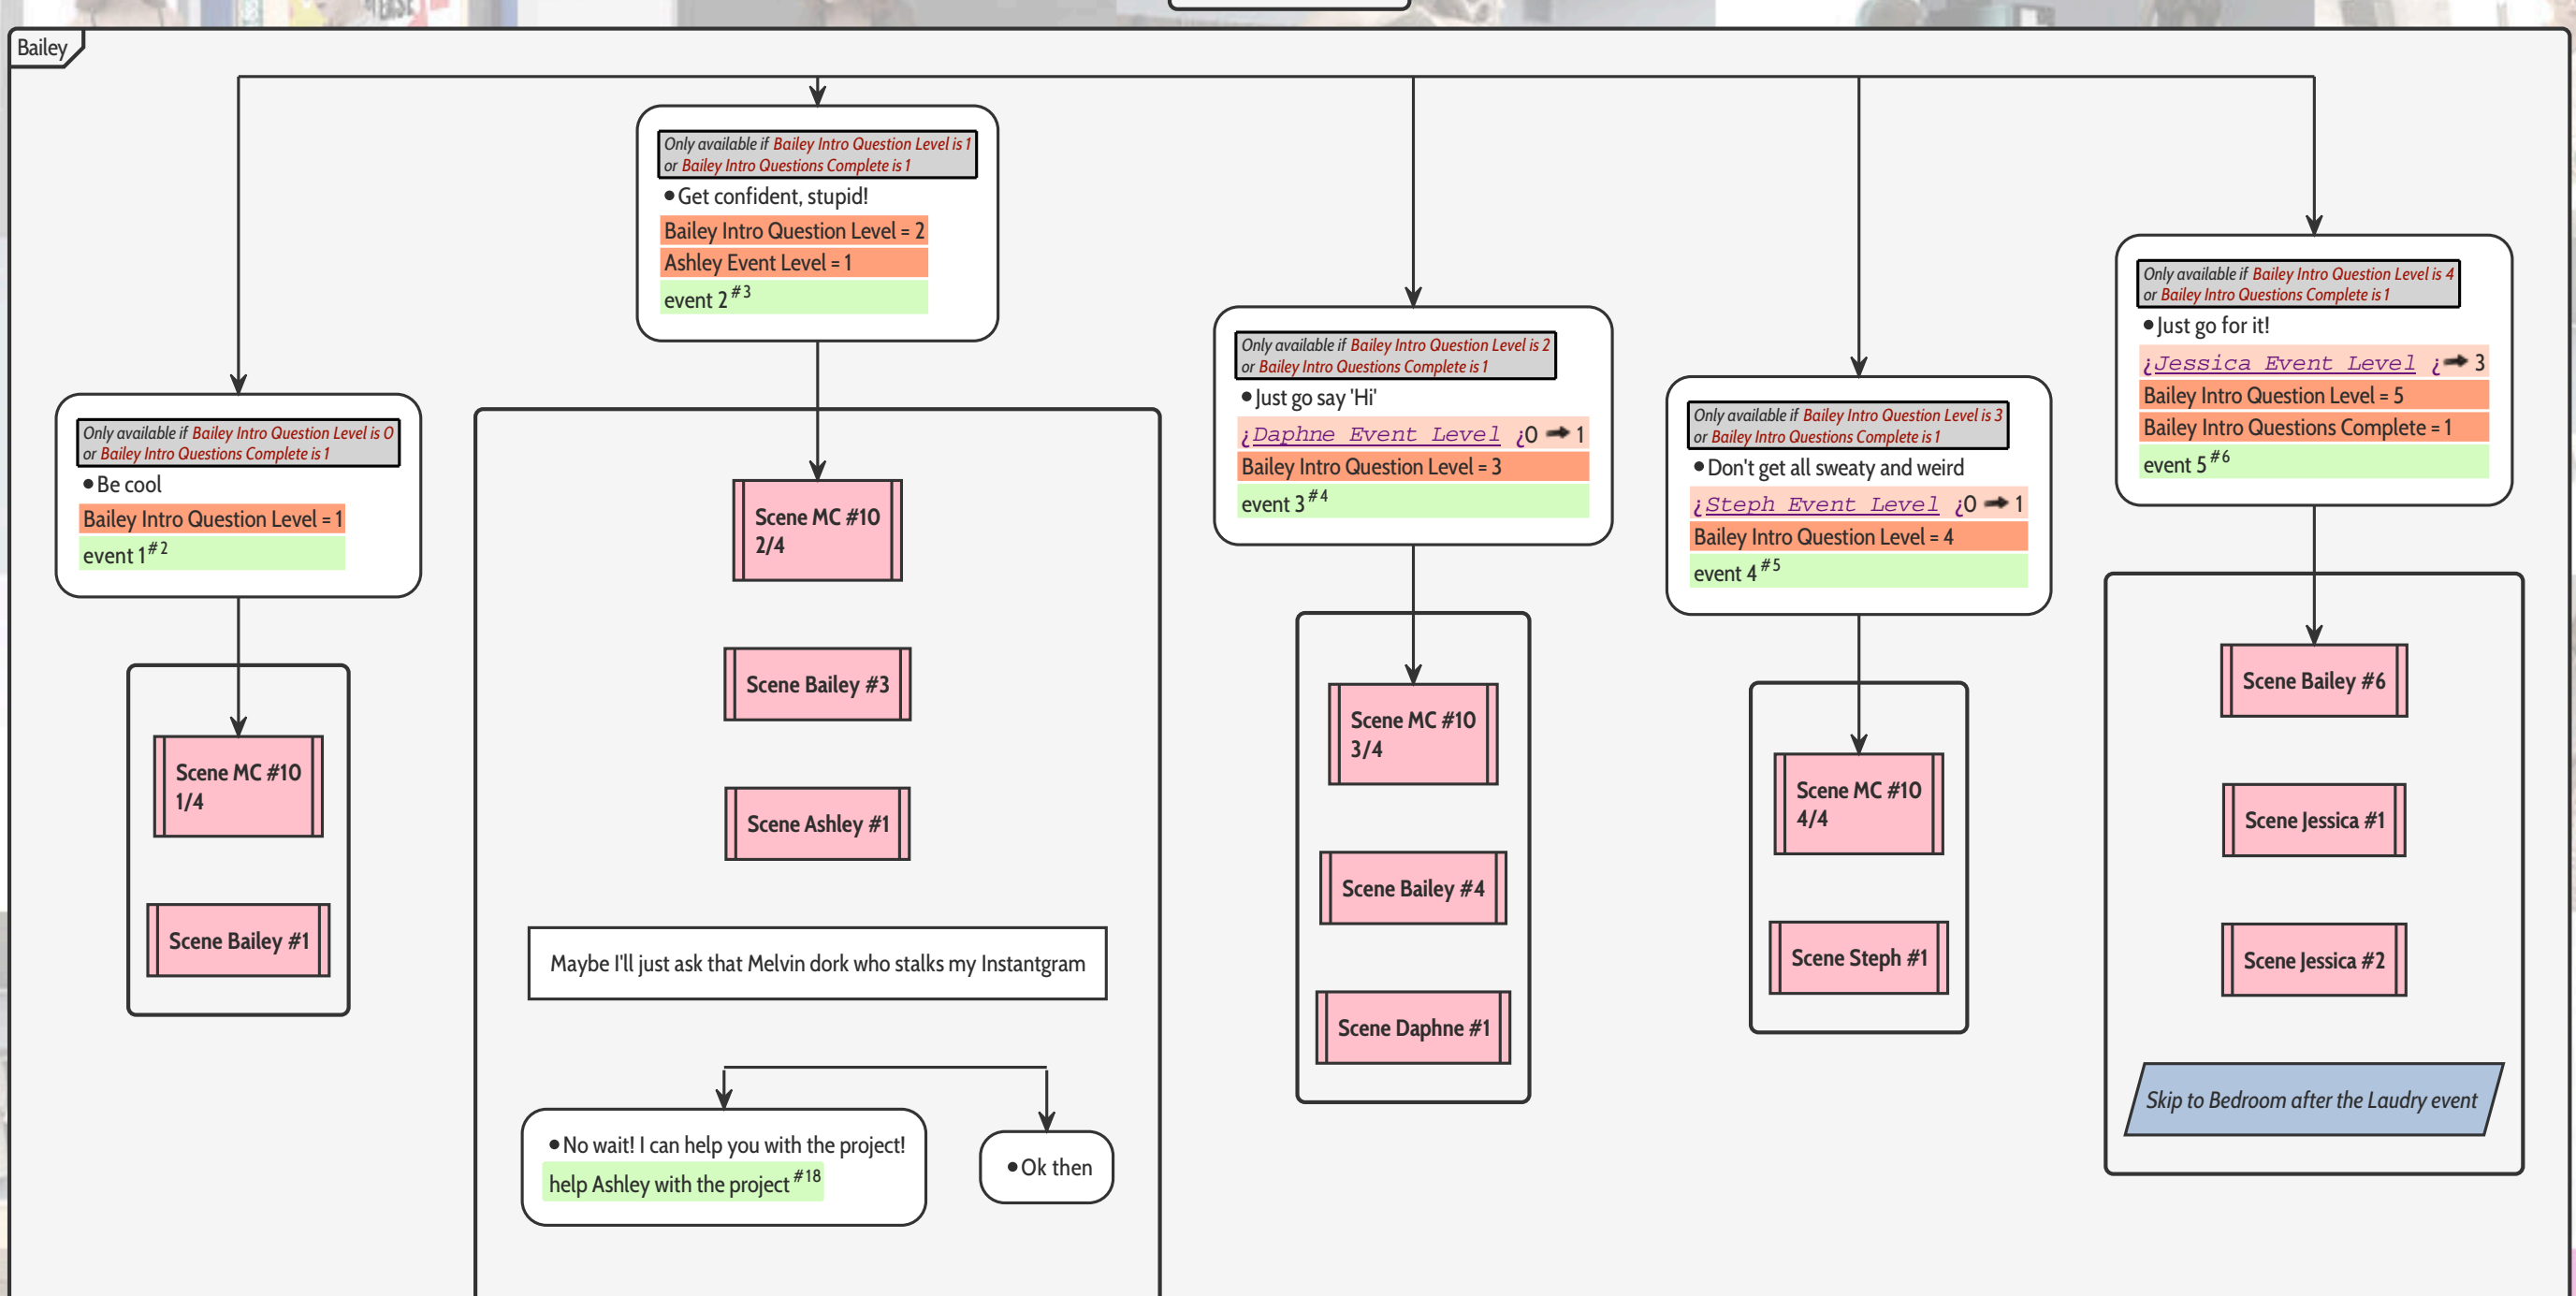 Bailey
Only available if Bailey Intro Question Level is 0
or Bailey Intro Questions Complete is 1
•Be cool
Bailey Intro Question Level = 1
event 1 #2
Scene MC #10
1/4
Scene Bailey #1
Only available if Bailey Intro Question Level is 1
or Bailey Intro Questions Complete is 1
•Get confident, stupid!
Bailey Intro Question Level = 2
Ashley Event Level = 1
event 2 #3
Scene MC #10
2/4
Scene Bailey #3
Scene Ashley #1
Maybe I'll just ask that Melvin dork who stalks my Instantgram
•No wait! I can help you with the project!
help Ashley with the project #18
•Ok then
Only available if Bailey Intro Question Level is 2
or Bailey Intro Questions Complete is 1
•Just go say 'Hi'
¿Daphne Event Level ¿0 ➡ 1
Bailey Intro Question Level = 3
event 3 #4
Scene MC #10
3/4
Scene Bailey #4
Scene Daphne #1
Only available if Bailey Intro Question Level is 3
or Bailey Intro Questions Complete is 1
•Don't get all sweaty and weird
¿Steph Event Level ¿0 ➡ 1
Bailey Intro Question Level = 4
event 4 #5
Scene MC #10
4/4
Scene Steph #1
Only available if Bailey Intro Question Level is 4
or Bailey Intro Questions Complete is 1
•Just go for it!
¿Jessica Event Level ¿➡ 3
Bailey Intro Question Level = 5
Bailey Intro Questions Complete = 1
event 5 #6
Scene Bailey #6
Scene Jessica #1
Scene Jessica #2
Skip to Bedroom after the Laudry event